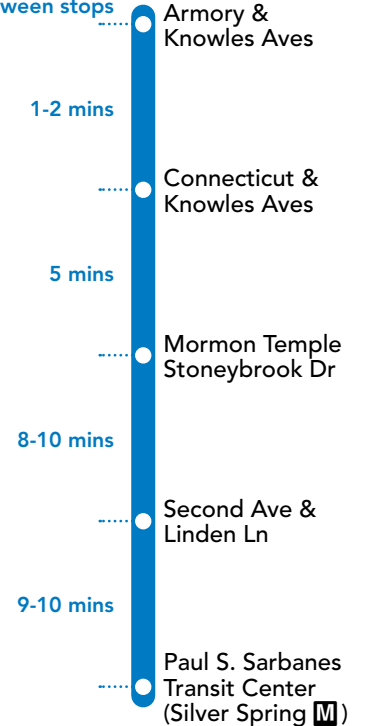 ween stops
Armory &
Knowles Aves
1-2 mins
Connecticut &
Knowles Aves
5 mins
Mormon Temple
Stoneybrook Dr
8-10 mins
Second Ave &
Linden Ln
9-10 mins
Paul S. Sarbanes
Transit Center
(Silver Spring M)